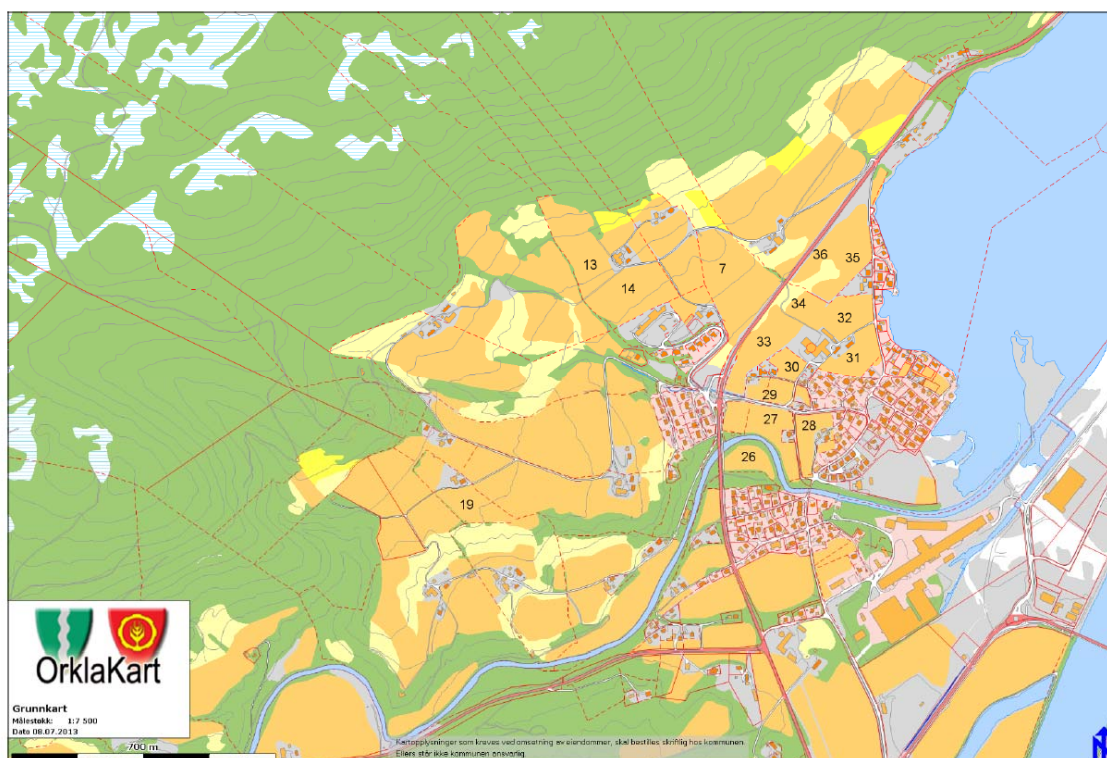 36
35
13
7
14
34
32
33
31
30
29
27
28
26
19
OrklaKart
Grunnkart
Målestokk: 1:7 500
Dato 08.07.2013
700 m
Kartopplysninger som kreves ved omsetning av eiendommer, skal bestilles skriftlig hos kommunen.
Ellers står ikke kommunen ansvarlig.
N